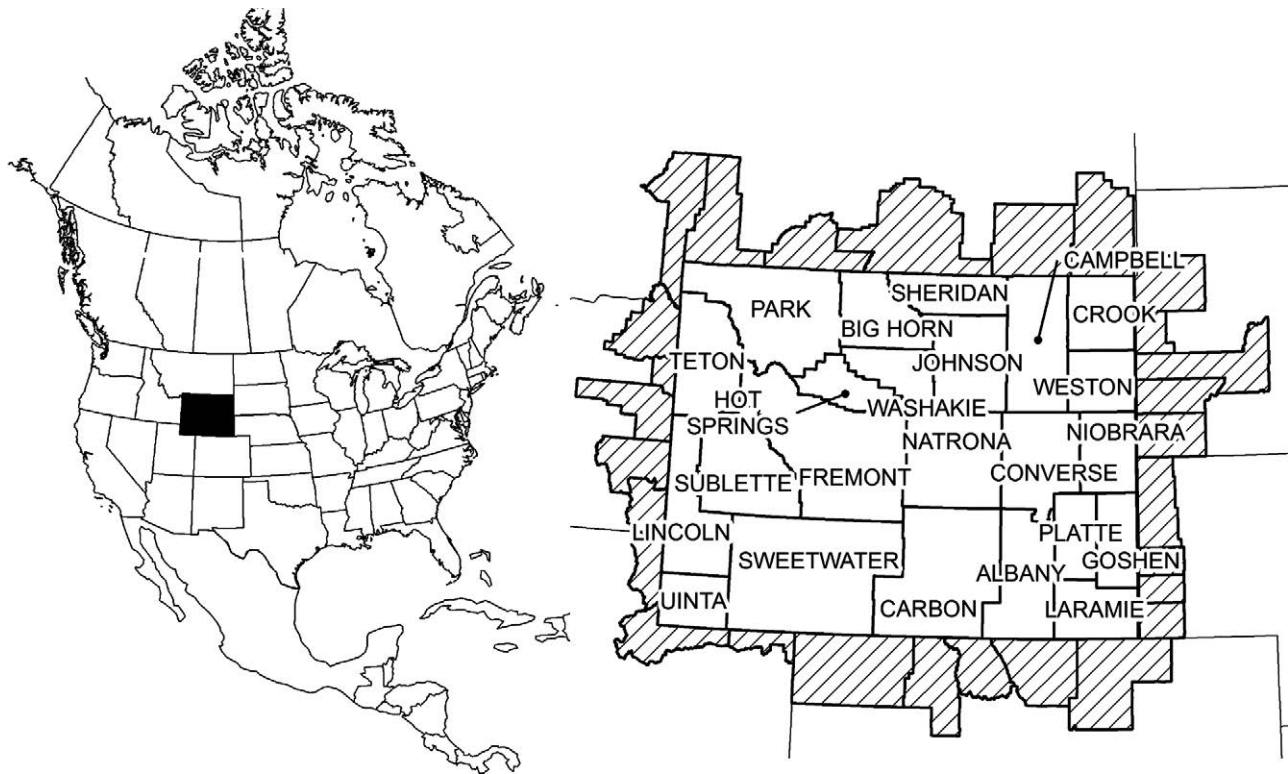 CAMPBELL
SHERIDAN
PARK
CROOK
BIG HORN
TETON
JOHNSON
WESTON
HOT
SPRINGS
WASHAKIE
NATRONA
NIOBRARA
SUBLETTE
FREMONT
CONVERSE
LINCOLN
PLATTE
SWEETWATER
GOSHEN
ALBANY
UINTA
CARBON
LARAMIE